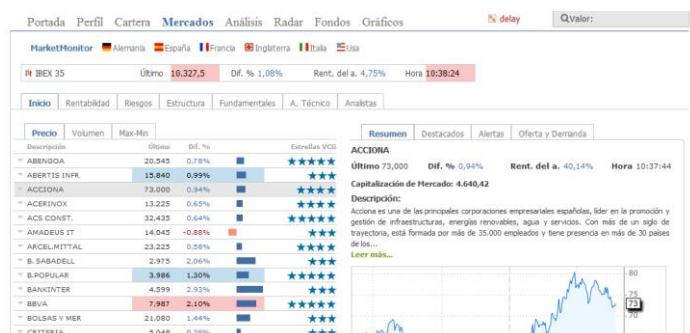 Portada Perfil Cartera Mercados Análisis Radar Fondos Gráficos delay Valor:
MarketMonitor Alemania España Francia Inglaterra Italia Usa
IBEX 35 Último 10.327,5 Dif. % 1,08% Rent. del a. 4,75% Hora 10:38:24
Inicio Rentabilidad Riesgos Estructura Fundamentales A. Técnico Analistas
Precio Volumen Max-Min
Descripción Último Dif. % Estrellas VCG
ABENGOA 20.545 0.78%
ABERTIS INFR. 15.840 0.99%
ACCIONA 73.000 0.94%
ACERINOX 13.225 0.65%
ACS CONST. 32,435 0.64%
AMADEUS IT 14.045 -0.88%
ARCEL.MITTAL 23.225 0.58%
B. SABADELL 2.975 2.06%
B.POPULAR 3.986 1.30%
BANKINTER 4.599 2.93%
BBVA 7.987 2.10%
BOLSAS Y MER 21.080 1.44%
CRITERIA 5.048
Resumen Destacados Alertas Oferta y Demanda
ACCIONA
Último 73,000 Dif. % 0,94% Rent. del a. 40,14% Hora 10:37:44
Capitalización de Mercado: 4.640,42
Descripción:
Acciona es una de las principales corporaciones empresariales españolas, líder en la promoción y
gestión de infraestructuras, energías renovables, agua y servicios. Con más de un siglo de
trayectoria, está formada por más de 35.000 empleados y tiene presencia en más de 30 países
de los...
Leer más...
80
75
73
70